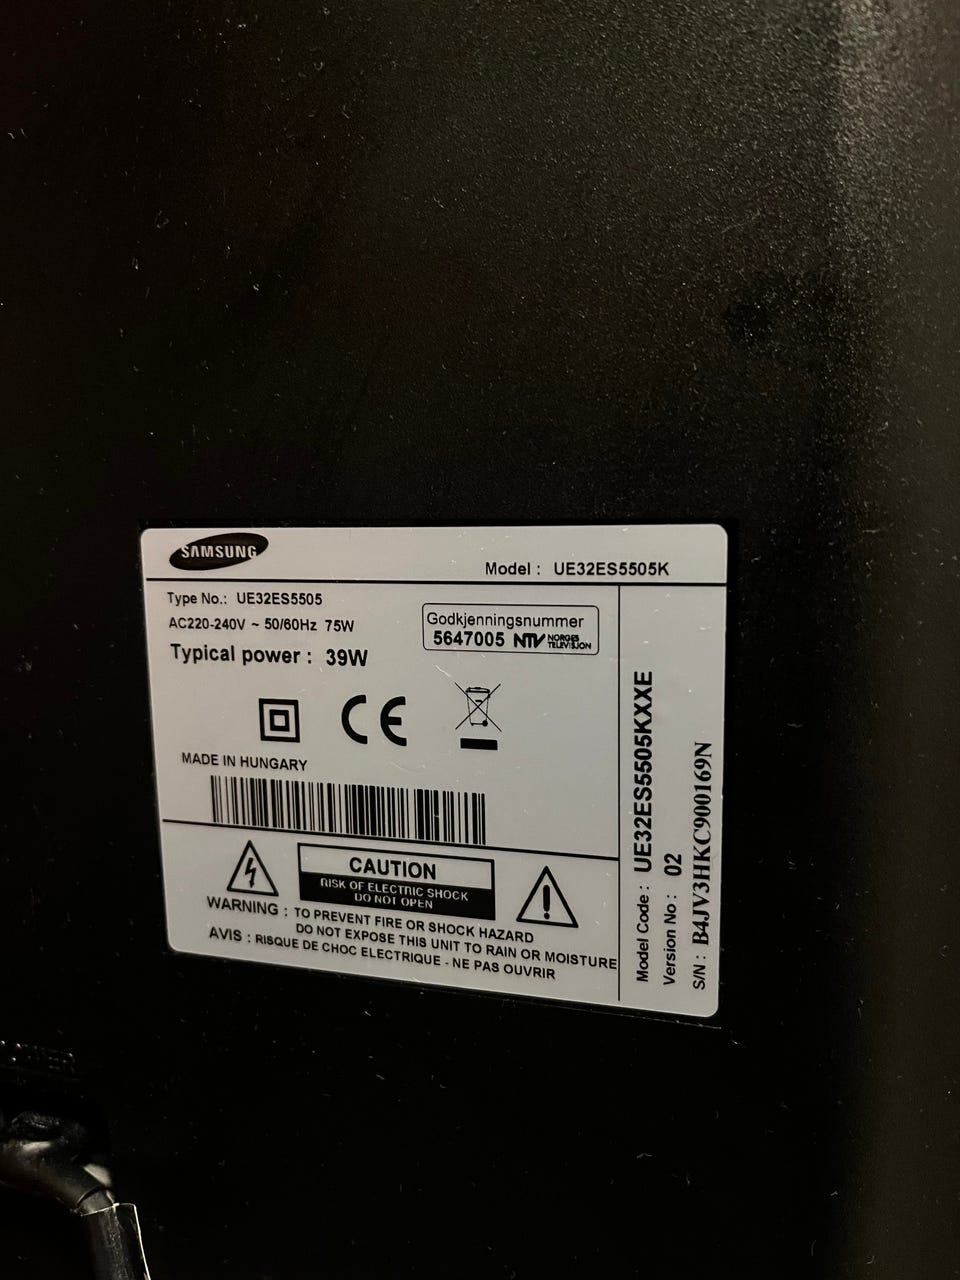 SAMSUNG
Model : UE32ES5505K
Type No.: UE32ES5505
AC220-240V ~ 50/60Hz 75W
Typical power : 39W
Godkjenningsnummer
5647005 NTV NORGES TELEVISJON
CE
MADE IN HUNGARY
CAUTION
RISK OF ELECTRIC SHOCK
DO NOT OPEN
WARNING : TO PREVENT FIRE OR SHOCK HAZARD
DO NOT EXPOSE THIS UNIT TO RAIN OR MOISTURE
AVIS : RISQUE DE CHOC ELECTRIQUE - NE PAS OUVRIR
Model Code : UE32ES5505KXXE
Version No : 02
S/N : B4JV3HKC900169N